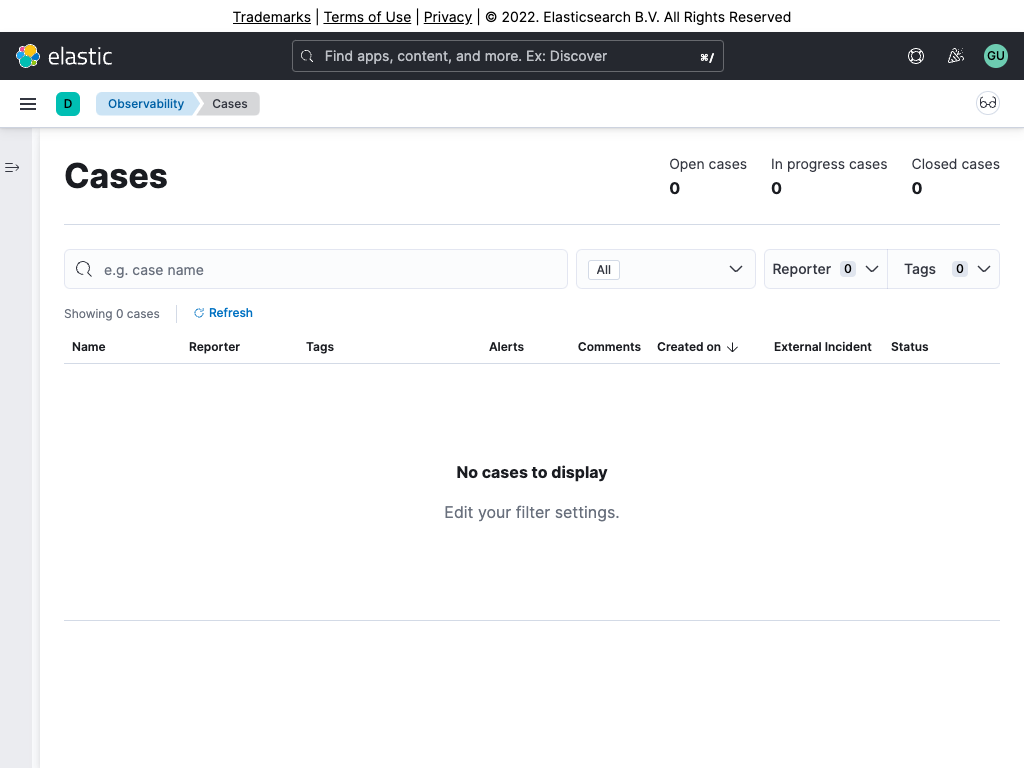 Trademarks | Terms of Use | Privacy | © 2022. Elasticsearch B.V. All Rights Reserved
elastic
Find apps, content, and more. Ex: Discover
⌘/
GU
D
Observability
Cases
Cases
Open cases
0
In progress cases
0
Closed cases
0
e.g. case name
All
Reporter 0
Tags 0
Showing 0 cases
Refresh
Name Reporter Tags Alerts Comments Created on External Incident Status
No cases to display
Edit your filter settings.